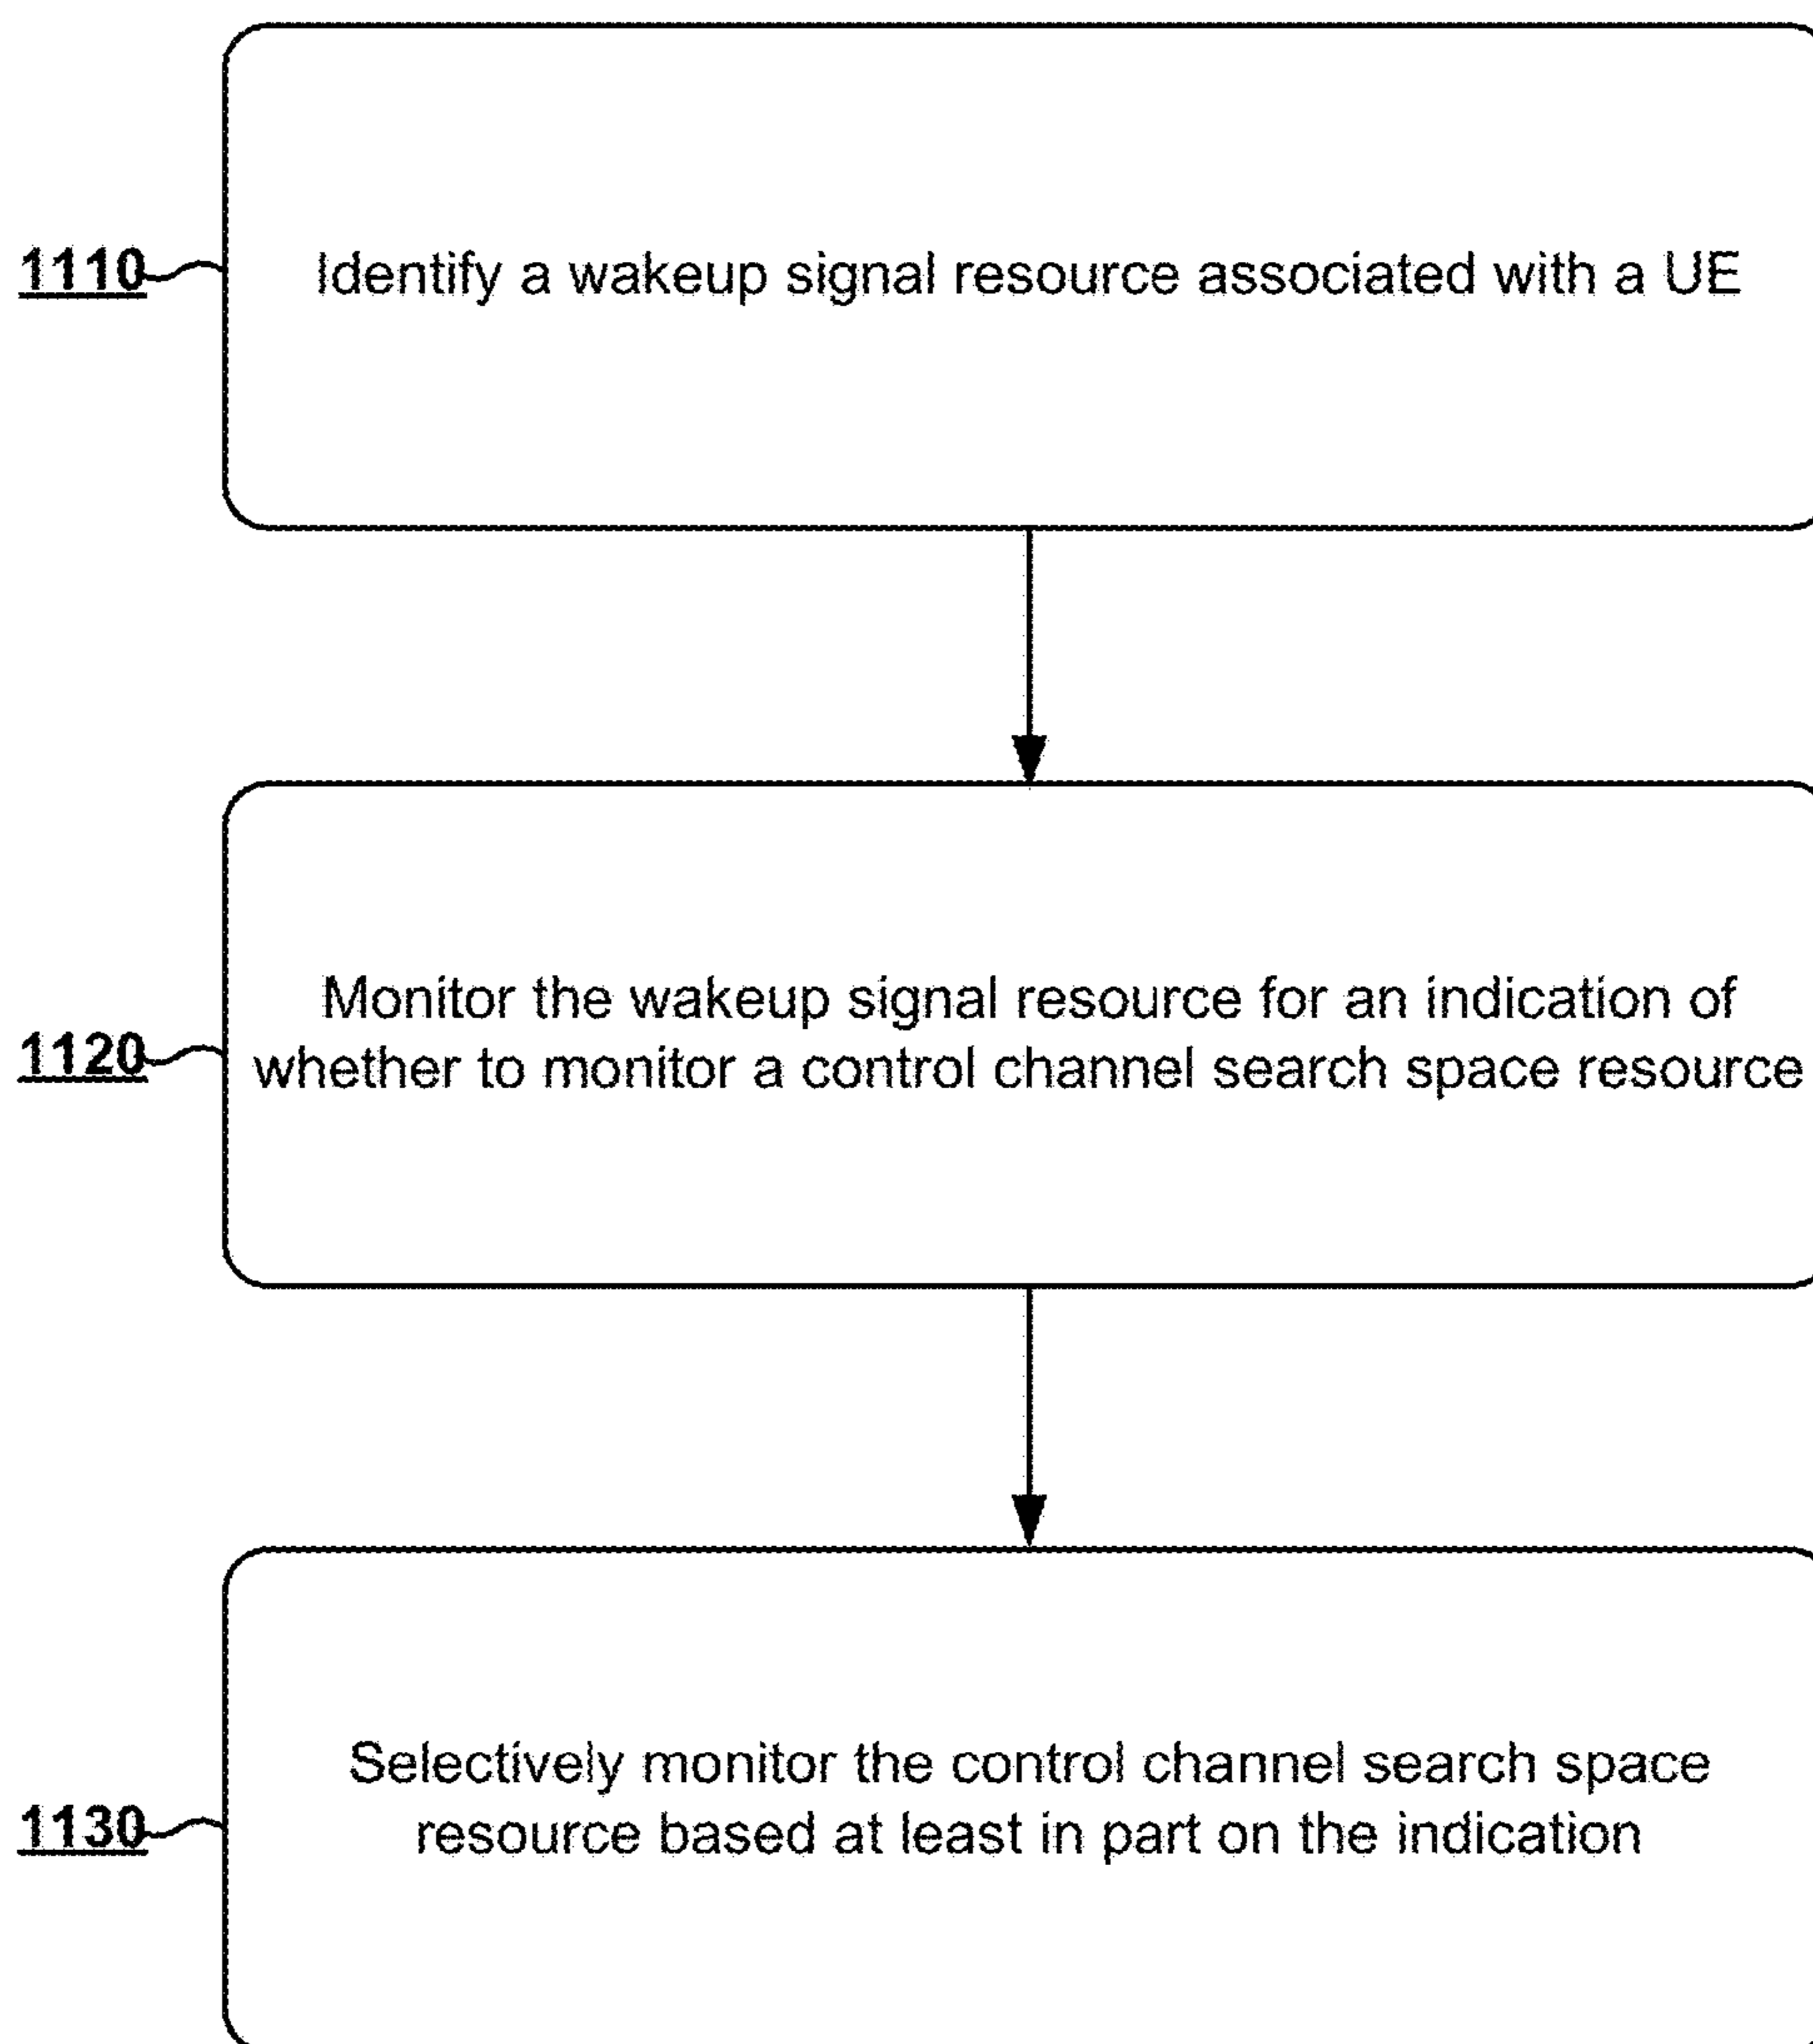 1110
Identify a wakeup signal resource associated with a UE
1120
Monitor the wakeup signal resource for an indication of
whether to monitor a control channel search space resource
1130
Selectively monitor the control channel search space
resource based at least in part on the indication